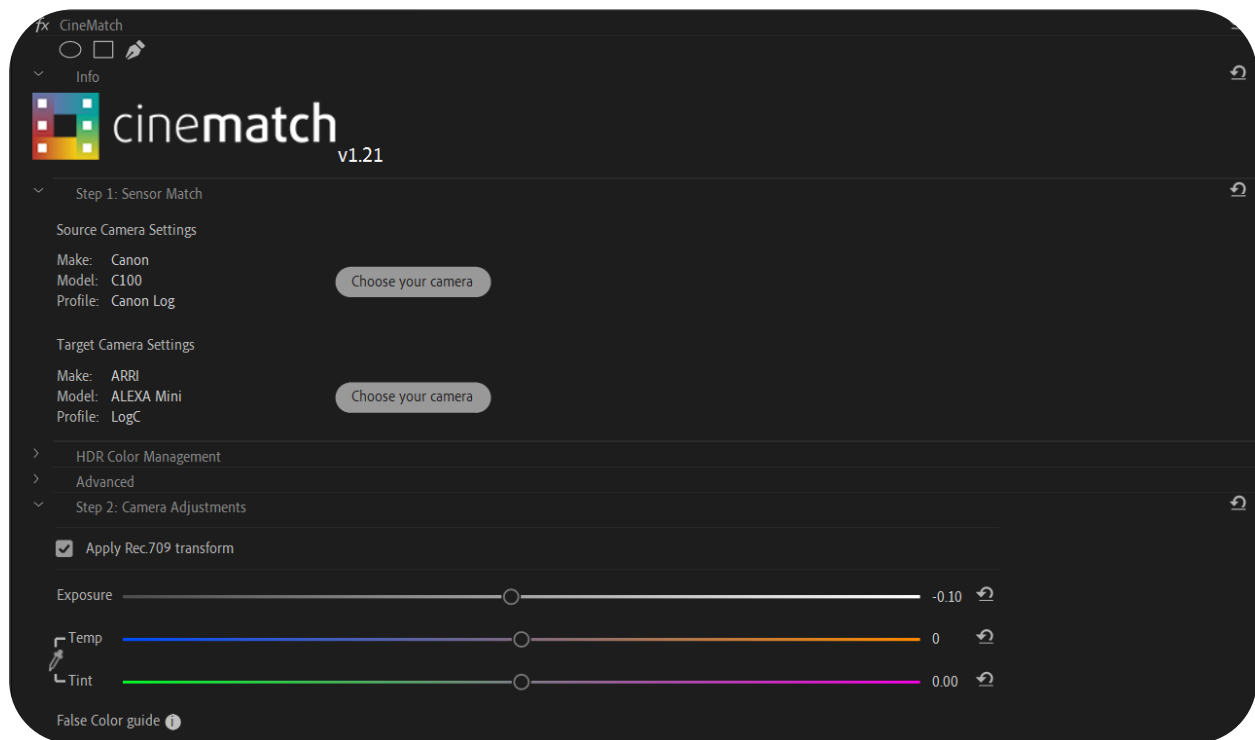 fx CineMatch
Info
cinematch
v1.21
Step 1: Sensor Match
Source Camera Settings
Make: Canon
Model: C100
Profile: Canon Log
Choose your camera
Target Camera Settings
Make: ARRI
Model: ALEXA Mini
Profile: LogC
Choose your camera
HDR Color Management
Advanced
Step 2: Camera Adjustments
Apply Rec.709 transform
Exposure -0.10
Temp 0
Tint 0.00
False Color guide i